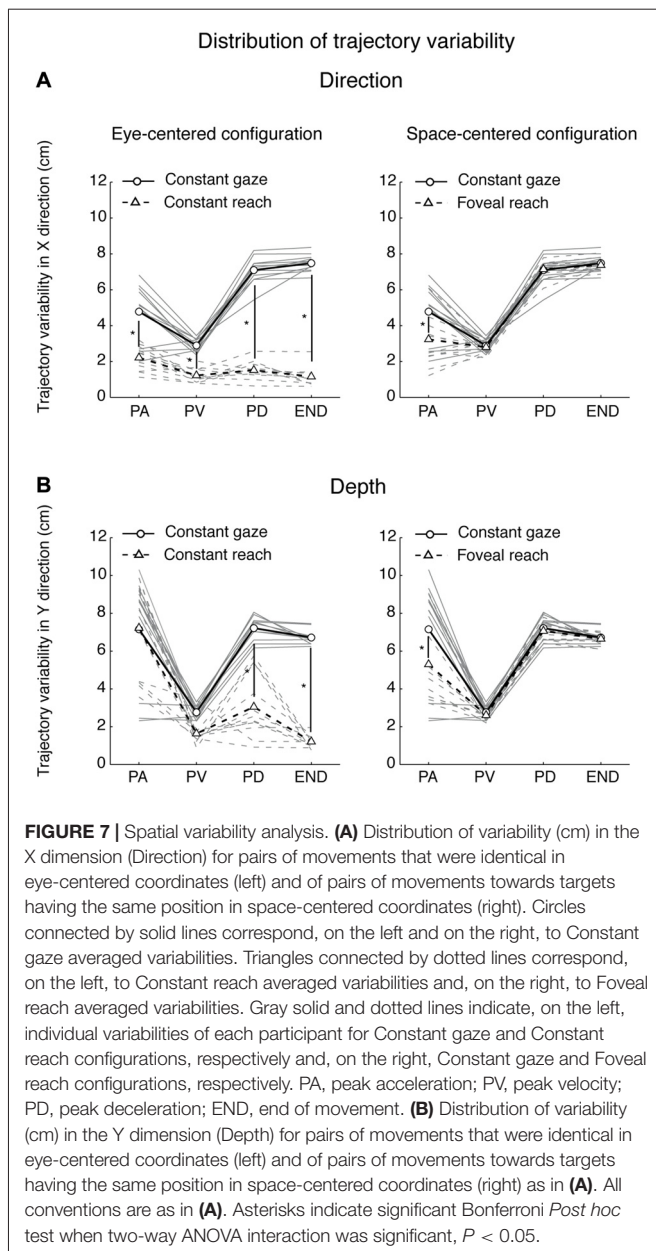 Distribution of trajectory variability
A
Direction
Eye-centered configuration
Space-centered configuration
Trajectory variability in X direction (cm)
12
10
8
6
4
2
0
Constant gaze
Constant reach
*
*
*
*
PA
PV
PD
END
12
10
8
6
4
2
0
Constant gaze
Foveal reach
*
PA
PV
PD
END
B
Depth
Trajectory variability in Y direction (cm)
12
10
8
6
4
2
0
Constant gaze
Constant reach
*
*
PA
PV
PD
END
12
10
8
6
4
2
0
Constant gaze
Foveal reach
*
PA
PV
PD
END
FIGURE 7 | Spatial variability analysis. (A) Distribution of variability (cm) in the
X dimension (Direction) for pairs of movements that were identical in
eye-centered coordinates (left) and of pairs of movements towards targets
having the same position in space-centered coordinates (right). Circles
connected by solid lines correspond, on the left and on the right, to Constant
gaze averaged variabilities. Triangles connected by dotted lines correspond,
on the left, to Constant reach averaged variabilities and, on the right, to Foveal
reach averaged variabilities. Gray solid and dotted lines indicate, on the left,
individual variabilities of each participant for Constant gaze and Constant
reach configurations, respectively and, on the right, Constant gaze and Foveal
reach configurations, respectively. PA, peak acceleration; PV, peak velocity;
PD, peak deceleration; END, end of movement. (B) Distribution of variability
(cm) in the Y dimension (Depth) for pairs of movements that were identical in
eye-centered coordinates (left) and of pairs of movements towards targets
having the same position in space-centered coordinates (right) as in (A). All
conventions are as in (A). Asterisks indicate significant Bonferroni Post hoc
test when two-way ANOVA interaction was significant, P < 0.05.